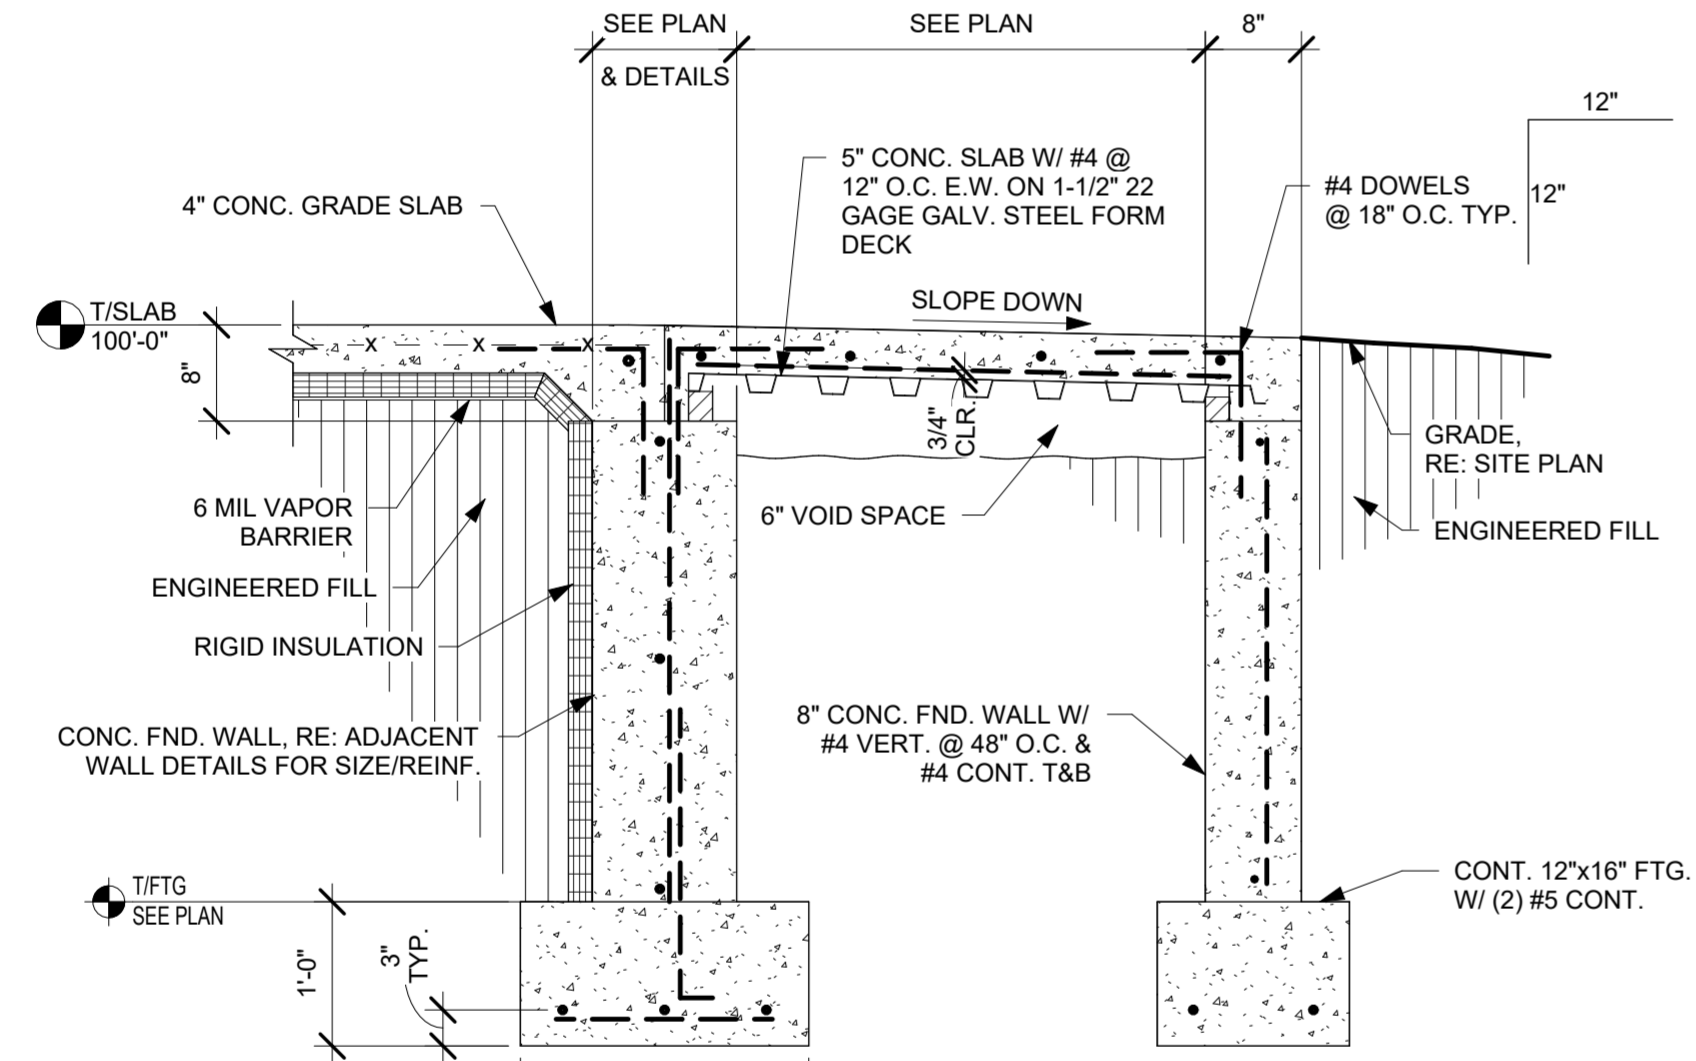 SEE PLAN
& DETAILS
SEE PLAN
8"
12"
12"
5" CONC. SLAB W/ #4 @
12" O.C. E.W. ON 1-1/2" 22
GAGE GALV. STEEL FORM
DECK
#4 DOWELS
@ 18" O.C. TYP.
4" CONC. GRADE SLAB
SLOPE DOWN
T/SLAB
100'-0"
8"
x x x
3/4"
CLR.
GRADE,
RE: SITE PLAN
6 MIL VAPOR
BARRIER
6" VOID SPACE
ENGINEERED FILL
ENGINEERED FILL
RIGID INSULATION
CONC. FND. WALL, RE: ADJACENT
WALL DETAILS FOR SIZE/REINF.
8" CONC. FND. WALL W/
#4 VERT. @ 48" O.C. &
#4 CONT. T&B
T/FTG
SEE PLAN
CONT. 12"x16" FTG.
W/ (2) #5 CONT.
1'-0"
3"
TYP.